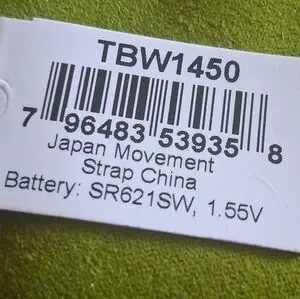 TBW1450
7 96483 53935 8
Japan Movement
Strap China
Battery: SR621SW, 1.55V